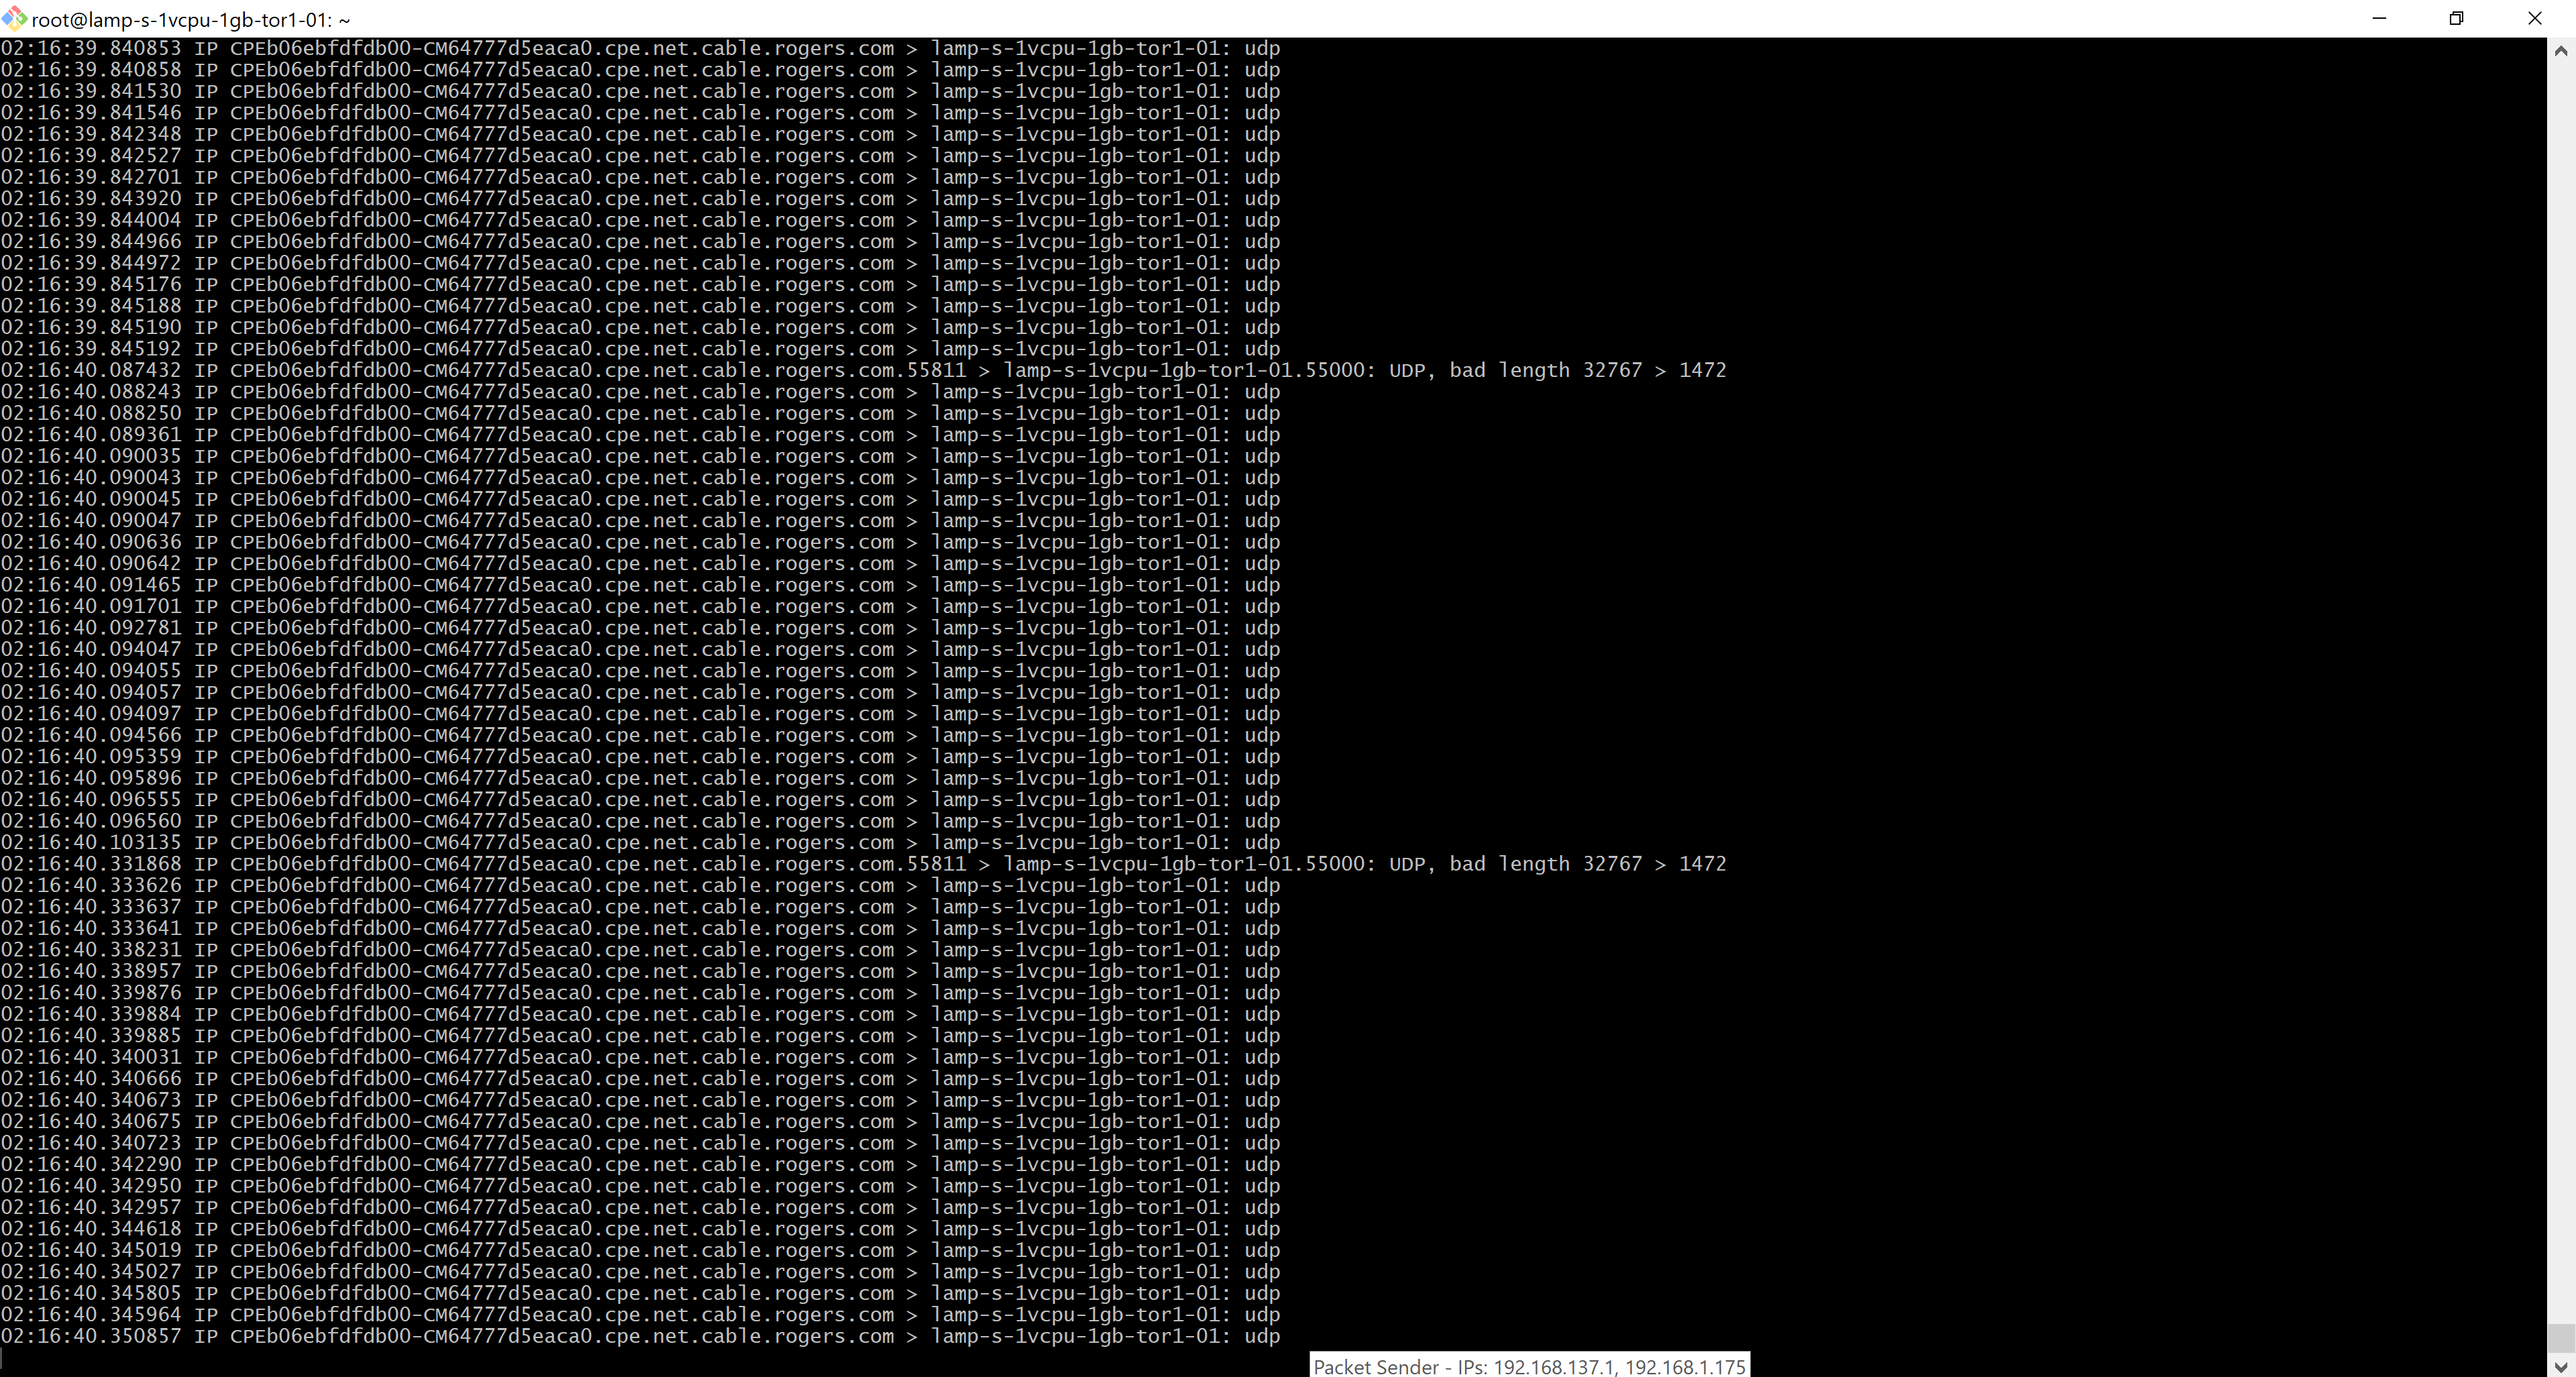 root@lamp-s-1vcpu-1gb-tor1-01: ~
02:16:39.840853 IP CPEb06ebfdfdb00-CM64777d5eaca0.cpe.net.cable.rogers.com > lamp-s-1vcpu-1gb-tor1-01: udp
02:16:39.840858 IP CPEb06ebfdfdb00-CM64777d5eaca0.cpe.net.cable.rogers.com > lamp-s-1vcpu-1gb-tor1-01: udp
02:16:39.841530 IP CPEb06ebfdfdb00-CM64777d5eaca0.cpe.net.cable.rogers.com > lamp-s-1vcpu-1gb-tor1-01: udp
02:16:39.841546 IP CPEb06ebfdfdb00-CM64777d5eaca0.cpe.net.cable.rogers.com > lamp-s-1vcpu-1gb-tor1-01: udp
02:16:39.842348 IP CPEb06ebfdfdb00-CM64777d5eaca0.cpe.net.cable.rogers.com > lamp-s-1vcpu-1gb-tor1-01: udp
02:16:39.842527 IP CPEb06ebfdfdb00-CM64777d5eaca0.cpe.net.cable.rogers.com > lamp-s-1vcpu-1gb-tor1-01: udp
02:16:39.842701 IP CPEb06ebfdfdb00-CM64777d5eaca0.cpe.net.cable.rogers.com > lamp-s-1vcpu-1gb-tor1-01: udp
02:16:39.843920 IP CPEb06ebfdfdb00-CM64777d5eaca0.cpe.net.cable.rogers.com > lamp-s-1vcpu-1gb-tor1-01: udp
02:16:39.844004 IP CPEb06ebfdfdb00-CM64777d5eaca0.cpe.net.cable.rogers.com > lamp-s-1vcpu-1gb-tor1-01: udp
02:16:39.844966 IP CPEb06ebfdfdb00-CM64777d5eaca0.cpe.net.cable.rogers.com > lamp-s-1vcpu-1gb-tor1-01: udp
02:16:39.844972 IP CPEb06ebfdfdb00-CM64777d5eaca0.cpe.net.cable.rogers.com > lamp-s-1vcpu-1gb-tor1-01: udp
02:16:39.845176 IP CPEb06ebfdfdb00-CM64777d5eaca0.cpe.net.cable.rogers.com > lamp-s-1vcpu-1gb-tor1-01: udp
02:16:39.845188 IP CPEb06ebfdfdb00-CM64777d5eaca0.cpe.net.cable.rogers.com > lamp-s-1vcpu-1gb-tor1-01: udp
02:16:39.845190 IP CPEb06ebfdfdb00-CM64777d5eaca0.cpe.net.cable.rogers.com > lamp-s-1vcpu-1gb-tor1-01: udp
02:16:39.845192 IP CPEb06ebfdfdb00-CM64777d5eaca0.cpe.net.cable.rogers.com > lamp-s-1vcpu-1gb-tor1-01: udp
02:16:40.087432 IP CPEb06ebfdfdb00-CM64777d5eaca0.cpe.net.cable.rogers.com.55811 > lamp-s-1vcpu-1gb-tor1-01.55000: UDP, bad length 32767 > 1472
02:16:40.088243 IP CPEb06ebfdfdb00-CM64777d5eaca0.cpe.net.cable.rogers.com > lamp-s-1vcpu-1gb-tor1-01: udp
02:16:40.088250 IP CPEb06ebfdfdb00-CM64777d5eaca0.cpe.net.cable.rogers.com > lamp-s-1vcpu-1gb-tor1-01: udp
02:16:40.089361 IP CPEb06ebfdfdb00-CM64777d5eaca0.cpe.net.cable.rogers.com > lamp-s-1vcpu-1gb-tor1-01: udp
02:16:40.090035 IP CPEb06ebfdfdb00-CM64777d5eaca0.cpe.net.cable.rogers.com > lamp-s-1vcpu-1gb-tor1-01: udp
02:16:40.090043 IP CPEb06ebfdfdb00-CM64777d5eaca0.cpe.net.cable.rogers.com > lamp-s-1vcpu-1gb-tor1-01: udp
02:16:40.090045 IP CPEb06ebfdfdb00-CM64777d5eaca0.cpe.net.cable.rogers.com > lamp-s-1vcpu-1gb-tor1-01: udp
02:16:40.090047 IP CPEb06ebfdfdb00-CM64777d5eaca0.cpe.net.cable.rogers.com > lamp-s-1vcpu-1gb-tor1-01: udp
02:16:40.090636 IP CPEb06ebfdfdb00-CM64777d5eaca0.cpe.net.cable.rogers.com > lamp-s-1vcpu-1gb-tor1-01: udp
02:16:40.090642 IP CPEb06ebfdfdb00-CM64777d5eaca0.cpe.net.cable.rogers.com > lamp-s-1vcpu-1gb-tor1-01: udp
02:16:40.091465 IP CPEb06ebfdfdb00-CM64777d5eaca0.cpe.net.cable.rogers.com > lamp-s-1vcpu-1gb-tor1-01: udp
02:16:40.091701 IP CPEb06ebfdfdb00-CM64777d5eaca0.cpe.net.cable.rogers.com > lamp-s-1vcpu-1gb-tor1-01: udp
02:16:40.092781 IP CPEb06ebfdfdb00-CM64777d5eaca0.cpe.net.cable.rogers.com > lamp-s-1vcpu-1gb-tor1-01: udp
02:16:40.094047 IP CPEb06ebfdfdb00-CM64777d5eaca0.cpe.net.cable.rogers.com > lamp-s-1vcpu-1gb-tor1-01: udp
02:16:40.094055 IP CPEb06ebfdfdb00-CM64777d5eaca0.cpe.net.cable.rogers.com > lamp-s-1vcpu-1gb-tor1-01: udp
02:16:40.094057 IP CPEb06ebfdfdb00-CM64777d5eaca0.cpe.net.cable.rogers.com > lamp-s-1vcpu-1gb-tor1-01: udp
02:16:40.094097 IP CPEb06ebfdfdb00-CM64777d5eaca0.cpe.net.cable.rogers.com > lamp-s-1vcpu-1gb-tor1-01: udp
02:16:40.094566 IP CPEb06ebfdfdb00-CM64777d5eaca0.cpe.net.cable.rogers.com > lamp-s-1vcpu-1gb-tor1-01: udp
02:16:40.095359 IP CPEb06ebfdfdb00-CM64777d5eaca0.cpe.net.cable.rogers.com > lamp-s-1vcpu-1gb-tor1-01: udp
02:16:40.095896 IP CPEb06ebfdfdb00-CM64777d5eaca0.cpe.net.cable.rogers.com > lamp-s-1vcpu-1gb-tor1-01: udp
02:16:40.096555 IP CPEb06ebfdfdb00-CM64777d5eaca0.cpe.net.cable.rogers.com > lamp-s-1vcpu-1gb-tor1-01: udp
02:16:40.096560 IP CPEb06ebfdfdb00-CM64777d5eaca0.cpe.net.cable.rogers.com > lamp-s-1vcpu-1gb-tor1-01: udp
02:16:40.103135 IP CPEb06ebfdfdb00-CM64777d5eaca0.cpe.net.cable.rogers.com > lamp-s-1vcpu-1gb-tor1-01: udp
02:16:40.331868 IP CPEb06ebfdfdb00-CM64777d5eaca0.cpe.net.cable.rogers.com.55811 > lamp-s-1vcpu-1gb-tor1-01.55000: UDP, bad length 32767 > 1472
02:16:40.333626 IP CPEb06ebfdfdb00-CM64777d5eaca0.cpe.net.cable.rogers.com > lamp-s-1vcpu-1gb-tor1-01: udp
02:16:40.333637 IP CPEb06ebfdfdb00-CM64777d5eaca0.cpe.net.cable.rogers.com > lamp-s-1vcpu-1gb-tor1-01: udp
02:16:40.333641 IP CPEb06ebfdfdb00-CM64777d5eaca0.cpe.net.cable.rogers.com > lamp-s-1vcpu-1gb-tor1-01: udp
02:16:40.338231 IP CPEb06ebfdfdb00-CM64777d5eaca0.cpe.net.cable.rogers.com > lamp-s-1vcpu-1gb-tor1-01: udp
02:16:40.338957 IP CPEb06ebfdfdb00-CM64777d5eaca0.cpe.net.cable.rogers.com > lamp-s-1vcpu-1gb-tor1-01: udp
02:16:40.339876 IP CPEb06ebfdfdb00-CM64777d5eaca0.cpe.net.cable.rogers.com > lamp-s-1vcpu-1gb-tor1-01: udp
02:16:40.339884 IP CPEb06ebfdfdb00-CM64777d5eaca0.cpe.net.cable.rogers.com > lamp-s-1vcpu-1gb-tor1-01: udp
02:16:40.339885 IP CPEb06ebfdfdb00-CM64777d5eaca0.cpe.net.cable.rogers.com > lamp-s-1vcpu-1gb-tor1-01: udp
02:16:40.340031 IP CPEb06ebfdfdb00-CM64777d5eaca0.cpe.net.cable.rogers.com > lamp-s-1vcpu-1gb-tor1-01: udp
02:16:40.340666 IP CPEb06ebfdfdb00-CM64777d5eaca0.cpe.net.cable.rogers.com > lamp-s-1vcpu-1gb-tor1-01: udp
02:16:40.340673 IP CPEb06ebfdfdb00-CM64777d5eaca0.cpe.net.cable.rogers.com > lamp-s-1vcpu-1gb-tor1-01: udp
02:16:40.340675 IP CPEb06ebfdfdb00-CM64777d5eaca0.cpe.net.cable.rogers.com > lamp-s-1vcpu-1gb-tor1-01: udp
02:16:40.340723 IP CPEb06ebfdfdb00-CM64777d5eaca0.cpe.net.cable.rogers.com > lamp-s-1vcpu-1gb-tor1-01: udp
02:16:40.342290 IP CPEb06ebfdfdb00-CM64777d5eaca0.cpe.net.cable.rogers.com > lamp-s-1vcpu-1gb-tor1-01: udp
02:16:40.342950 IP CPEb06ebfdfdb00-CM64777d5eaca0.cpe.net.cable.rogers.com > lamp-s-1vcpu-1gb-tor1-01: udp
02:16:40.342957 IP CPEb06ebfdfdb00-CM64777d5eaca0.cpe.net.cable.rogers.com > lamp-s-1vcpu-1gb-tor1-01: udp
02:16:40.344618 IP CPEb06ebfdfdb00-CM64777d5eaca0.cpe.net.cable.rogers.com > lamp-s-1vcpu-1gb-tor1-01: udp
02:16:40.345019 IP CPEb06ebfdfdb00-CM64777d5eaca0.cpe.net.cable.rogers.com > lamp-s-1vcpu-1gb-tor1-01: udp
02:16:40.345027 IP CPEb06ebfdfdb00-CM64777d5eaca0.cpe.net.cable.rogers.com > lamp-s-1vcpu-1gb-tor1-01: udp
02:16:40.345805 IP CPEb06ebfdfdb00-CM64777d5eaca0.cpe.net.cable.rogers.com > lamp-s-1vcpu-1gb-tor1-01: udp
02:16:40.345964 IP CPEb06ebfdfdb00-CM64777d5eaca0.cpe.net.cable.rogers.com > lamp-s-1vcpu-1gb-tor1-01: udp
02:16:40.350857 IP CPEb06ebfdfdb00-CM64777d5eaca0.cpe.net.cable.rogers.com > lamp-s-1vcpu-1gb-tor1-01: udp
Packet Sender - IPs: 192.168.137.1, 192.168.1.175